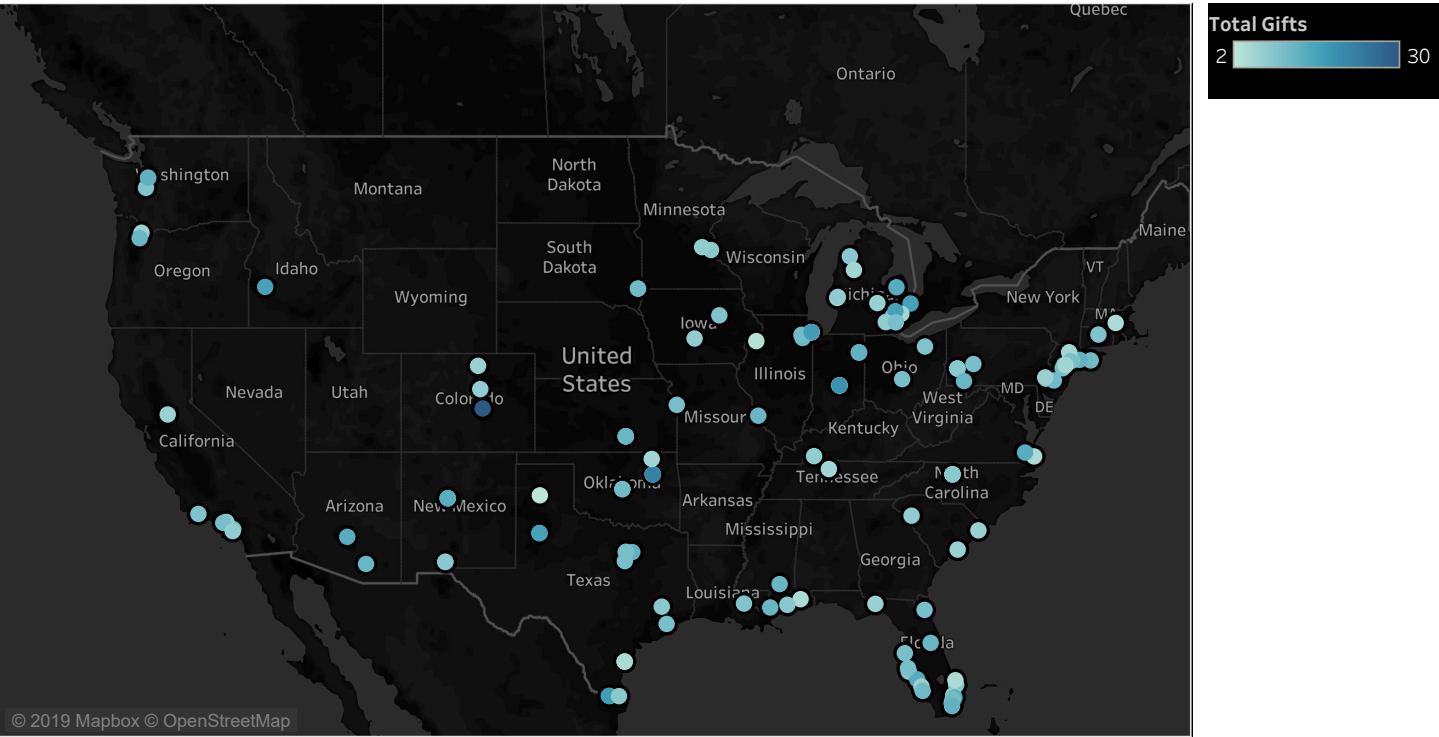 Quebec
Total Gifts
2
30
Ontario
shington
North
Dakota
Montana
Minnesota
Maine
South
Dakota
Wisconsin
Oregon
Idaho
VT
Wyoming
New York
Iowa
United
States
Illinois
Ohio
Nevada
Utah
MD
West
Virginia
DE
Missour
California
Kentucky
Tennessee
North
Carolina
Arizona
New Mexico
Oklahoma
Arkansas
Mississippi
Georgia
Texas
Louisiana
Florida
© 2019 Mapbox © OpenStreetMap